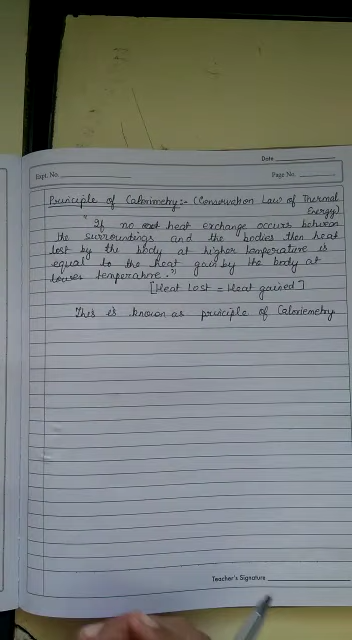 Date
Expt. No.
Page No.
Principle of Calorimetry:- (Conservation Law of Thermal
Energy)
"If no heat exchange occurs between
the surroundings and the bodies then heat
lost by the body at higher temperature is
equal to the heat gain by the body at
lower temperature."
[Heat Lost = Heat gained]
This is known as principle of Caloriemetry
Teacher's Signature